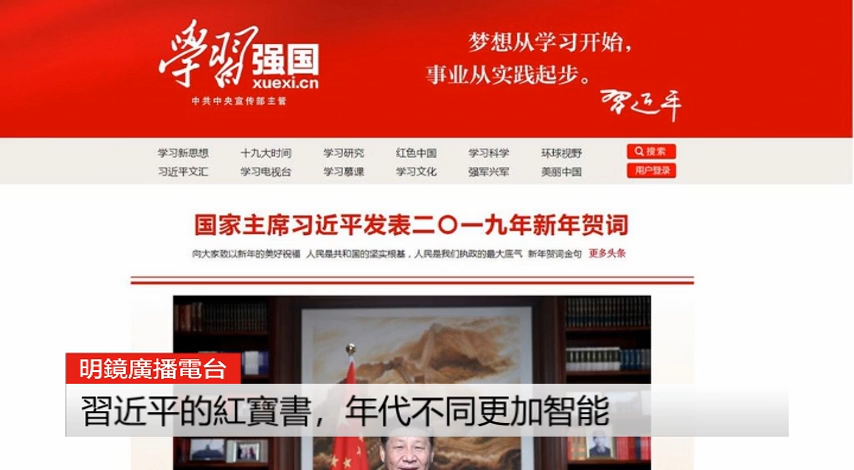 學習强国
xuexi.cn
中共中央宣传部主管
梦想从学习开始，
事业从实践起步。
習近平
学习新思想 十九大时间 学习研究 红色中国 学习科学 环球视野 搜索
习近平文汇 学习电视台 学习慕课 学习文化 强军兴军 美丽中国 用户登录
国家主席习近平发表二〇一九年新年贺词
向大家致以新年的美好祝福 人民是共和国的坚实根基，人民是我们执政的最大底气 新年贺词金句 更多头条
明鏡廣播電台
習近平的紅寶書，年代不同更加智能